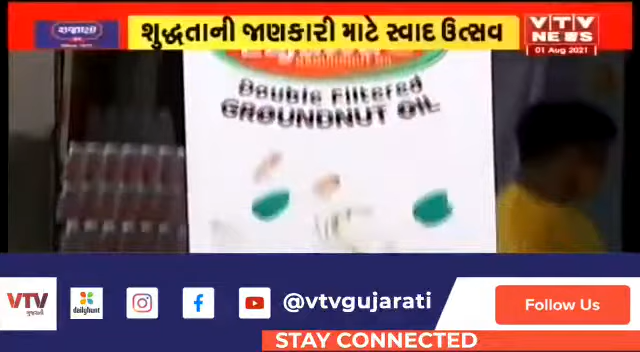 રાજાણી
શુદ્ધતાની જાણકારી માટે સ્વાદ ઉત્સવ
VTV
NEWS
01 Aug 2021
Double Filtered
GROUNDNUT OIL
VTV
ગુજરાતી
dailyhunt
@vtvgujarati
Follow Us
STAY CONNECTED